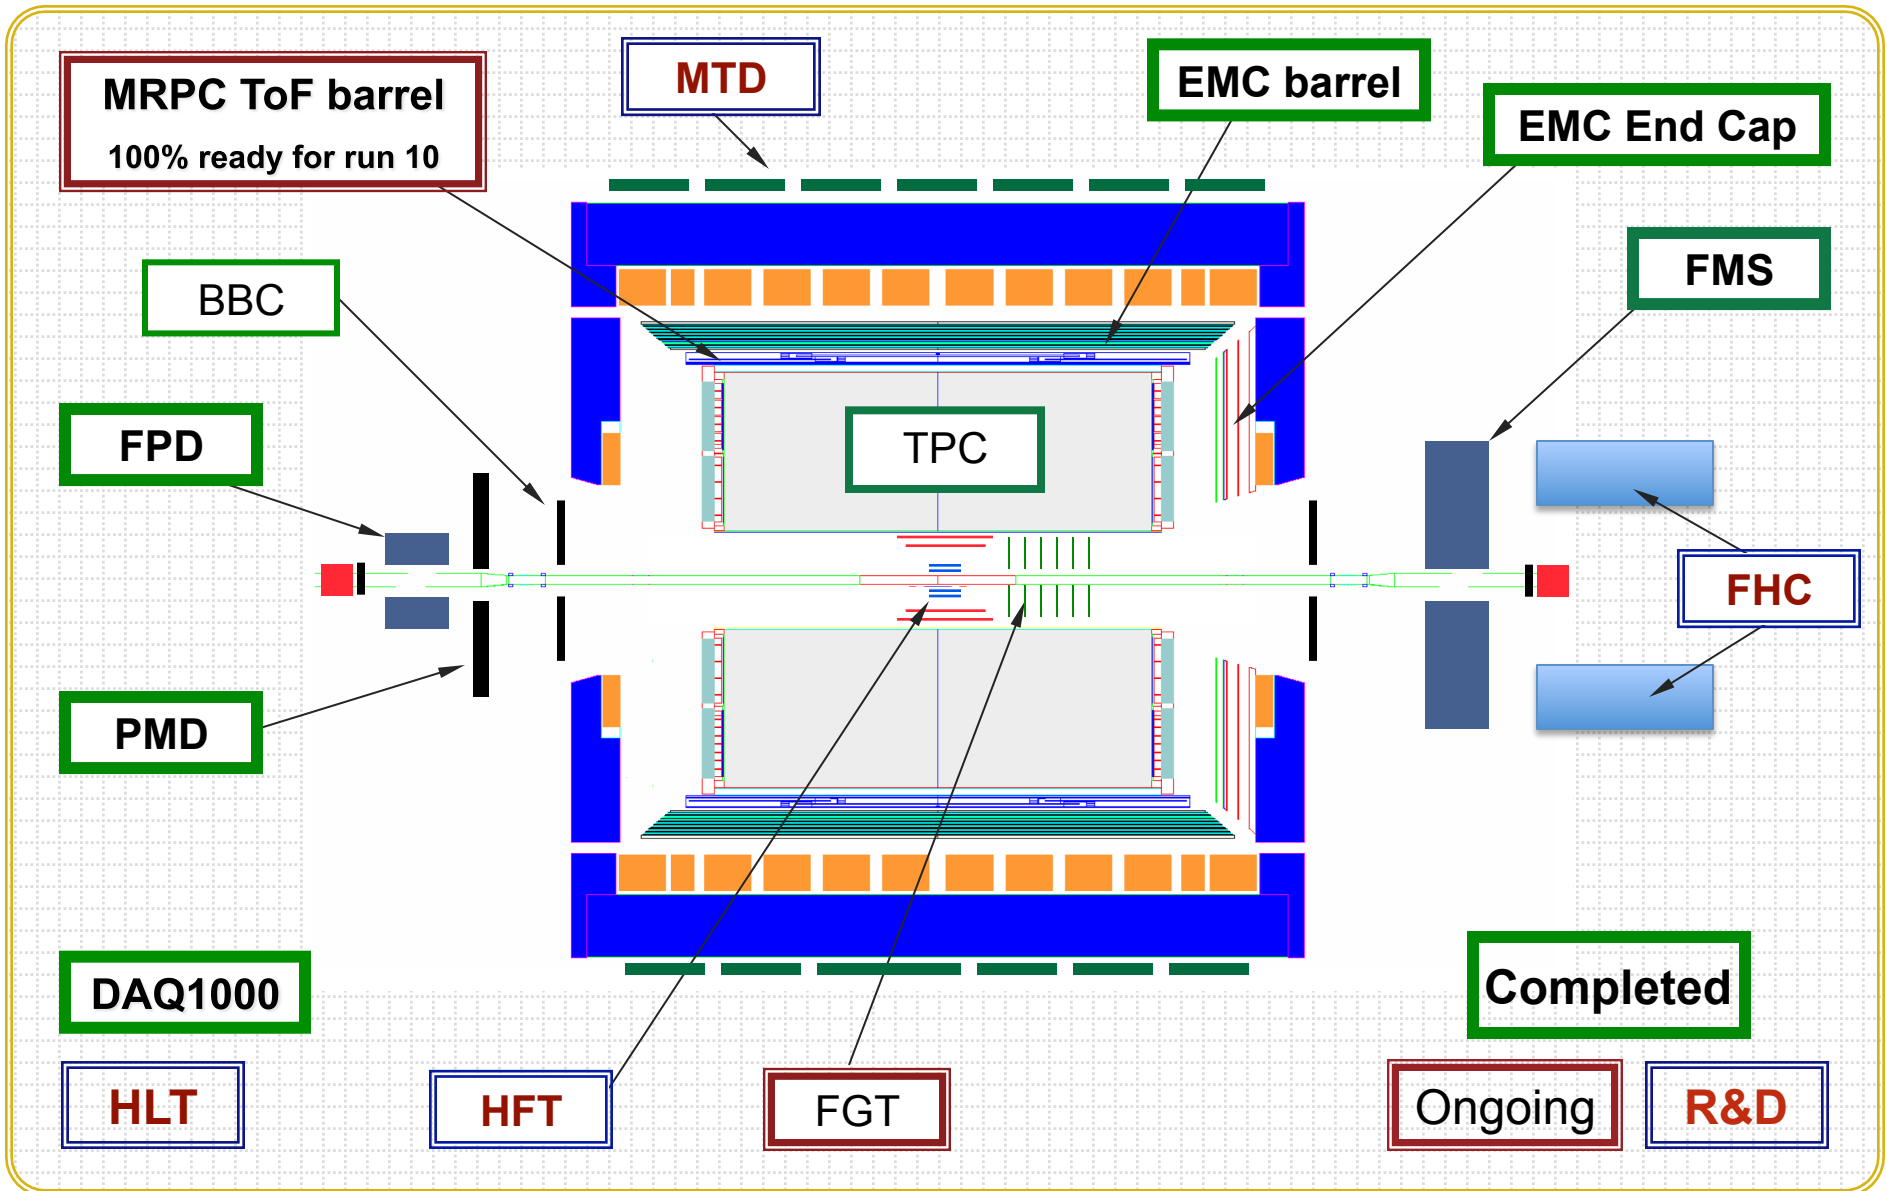 MRPC ToF barrel
100% ready for run 10
MTD
EMC barrel
EMC End Cap
BBC
FMS
FPD
TPC
FHC
PMD
DAQ1000
Completed
HLT
HFT
FGT
Ongoing
R&D